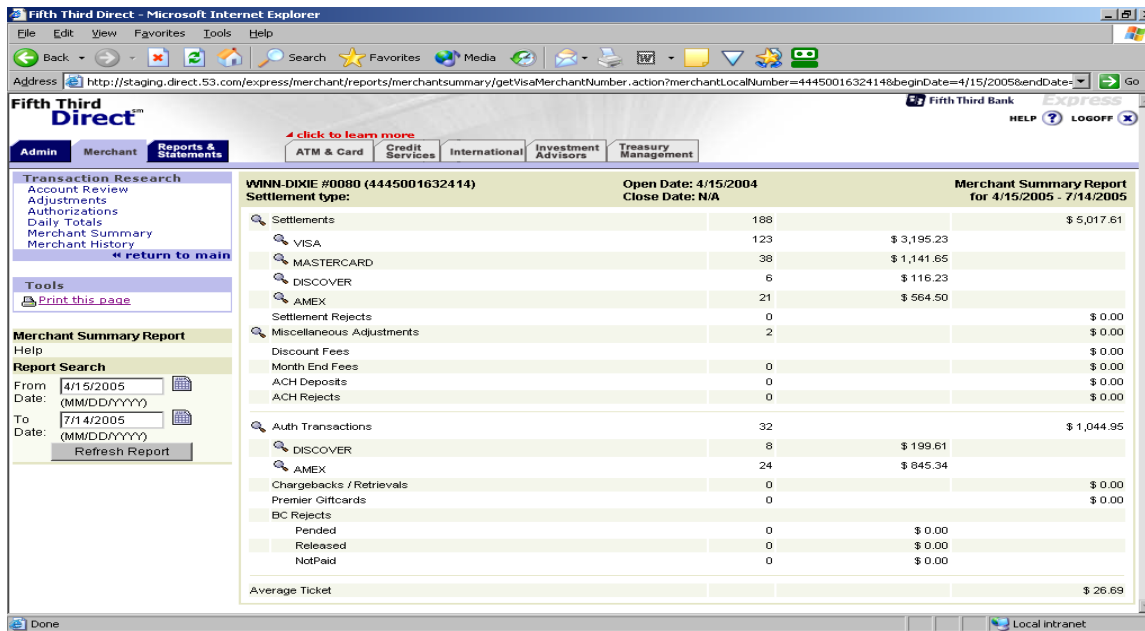 Fifth Third Direct - Microsoft Internet Explorer
File Edit View Favorites Tools Help
Back Search Favorites Media
Address http://staging.direct.53.com/express/merchant/reports/merchantsummary/getVisaMerchantNumber.action?merchantLocalNumber=4445001632414&beginDate=4/15/2005&endDate= Go
Fifth Third Direct℠
Fifth Third Bank Express
HELP ? LOGOFF X
click to learn more
Admin Merchant Reports & Statements ATM & Card Credit Services International Investment Advisors Treasury Management
Transaction Research
Account Review
Adjustments
Authorizations
Daily Totals
Merchant Summary
Merchant History
return to main
Tools
Print this page
Merchant Summary Report
Help
Report Search
From Date: 4/15/2005
(MM/DD/YYYY)
To Date: 7/14/2005
(MM/DD/YYYY)
Refresh Report
WINN-DIXIE #0080 (4445001632414) Open Date: 4/15/2004 Merchant Summary Report
Settlement type: Close Date: N/A for 4/15/2005 - 7/14/2005
Settlements 188 $ 5,017.61
VISA 123 $ 3,195.23
MASTERCARD 38 $ 1,141.65
DISCOVER 6 $ 116.23
AMEX 21 $ 564.50
Settlement Rejects 0 $ 0.00
Miscellaneous Adjustments 2 $ 0.00
Discount Fees $ 0.00
Month End Fees 0 $ 0.00
ACH Deposits 0 $ 0.00
ACH Rejects 0 $ 0.00
Auth Transactions 32 $ 1,044.95
DISCOVER 8 $ 199.61
AMEX 24 $ 845.34
Chargebacks / Retrievals 0 $ 0.00
Premier Giftcards 0 $ 0.00
BC Rejects
Pended 0 $ 0.00
Released 0 $ 0.00
NotPaid 0 $ 0.00
Average Ticket $ 26.69
Done Local intranet